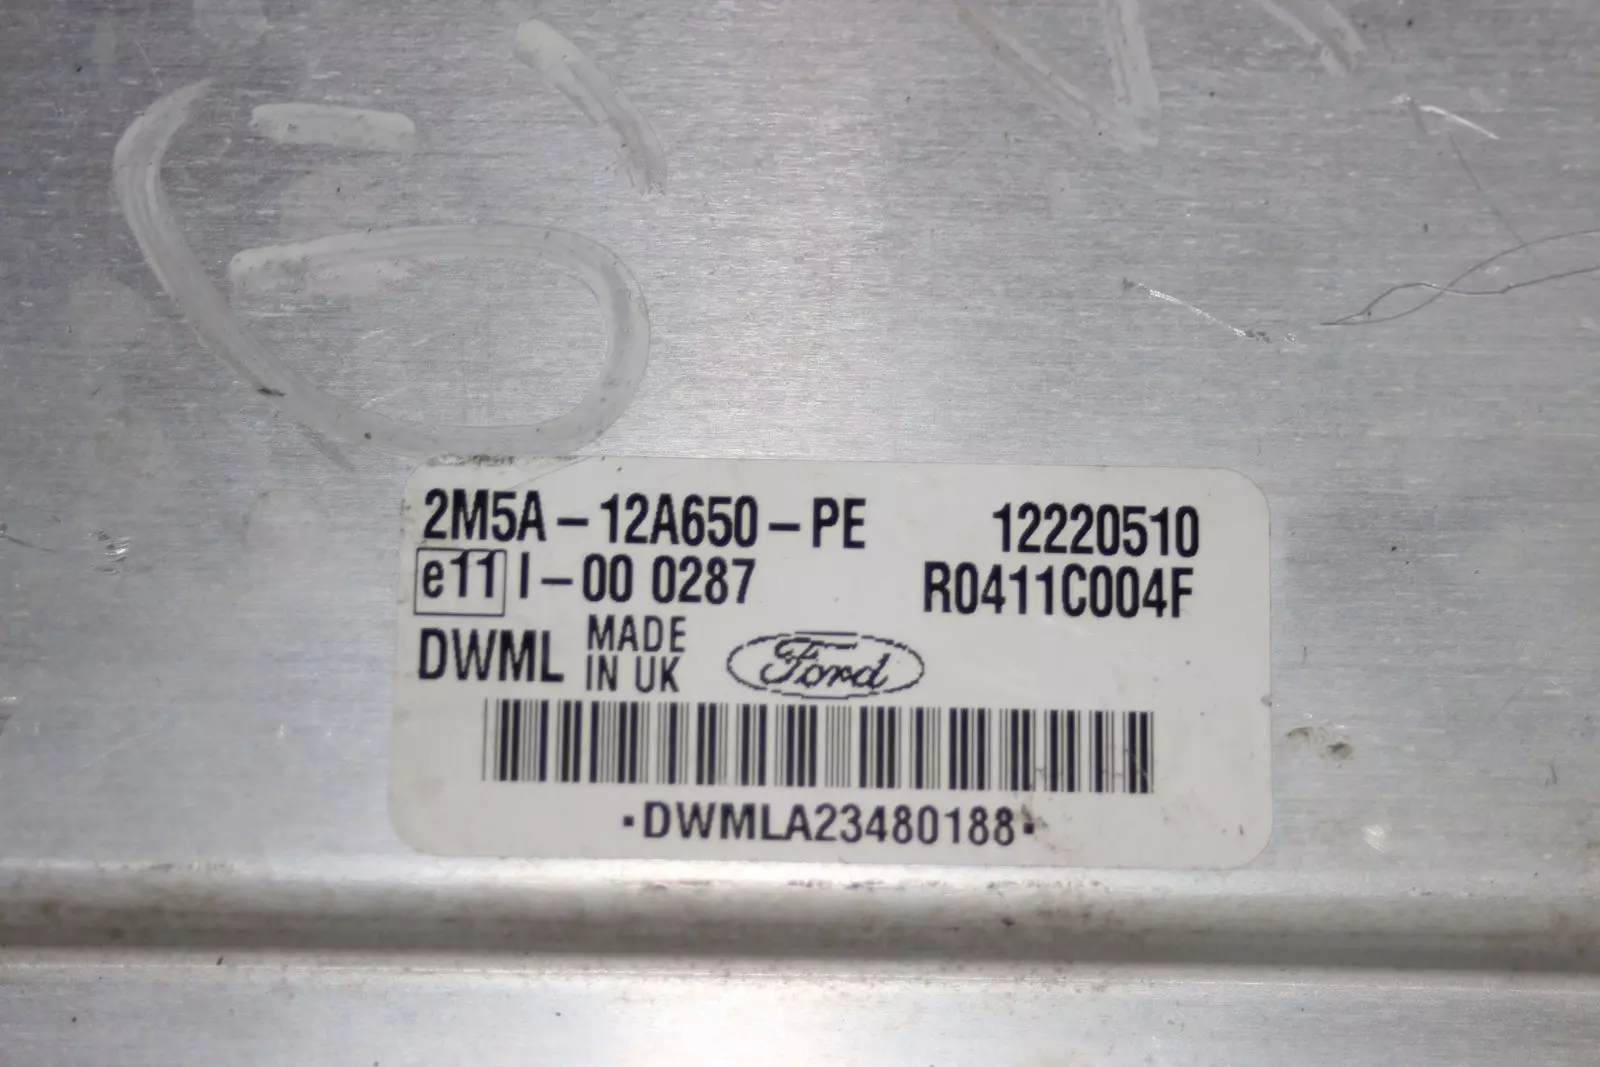 2M5A-12A650-PE 12220510
e11 I-00 0287 R0411C004F
DWML MADE IN UK Ford
·DWMLA23480188·